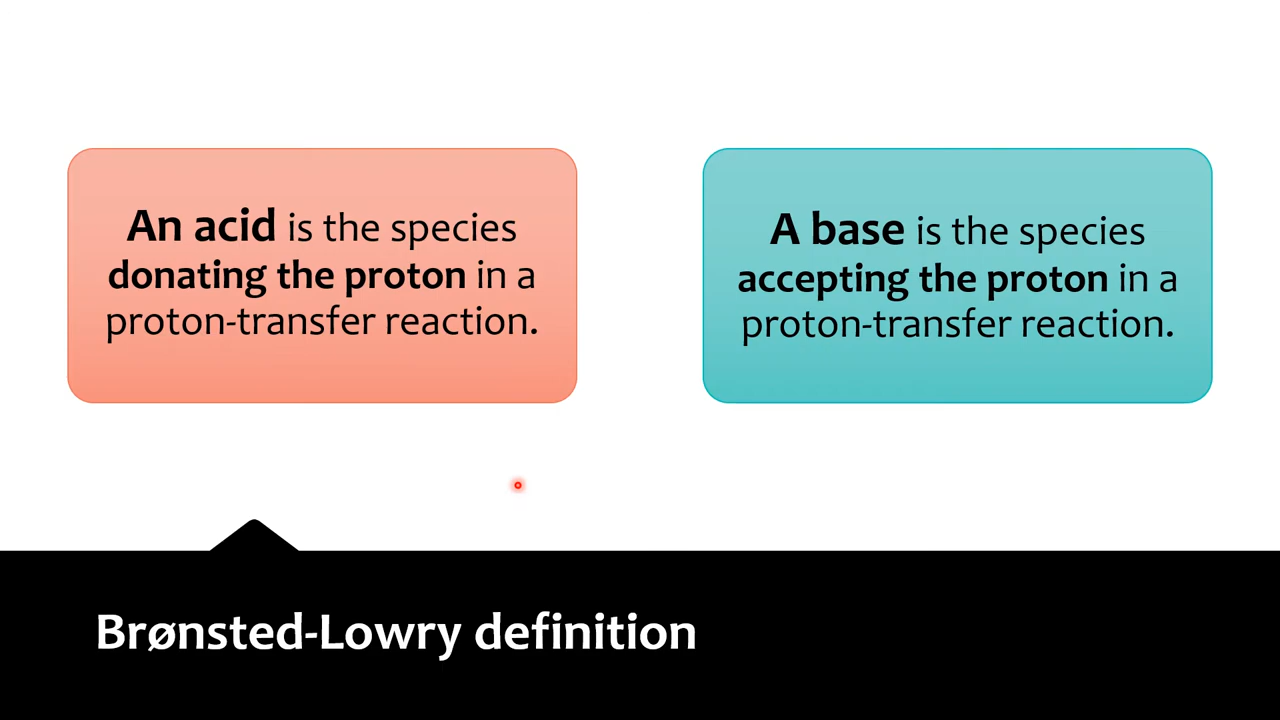 An acid is the species
donating the proton in a
proton-transfer reaction.
A base is the species
accepting the proton in a
proton-transfer reaction.
Brønsted-Lowry definition